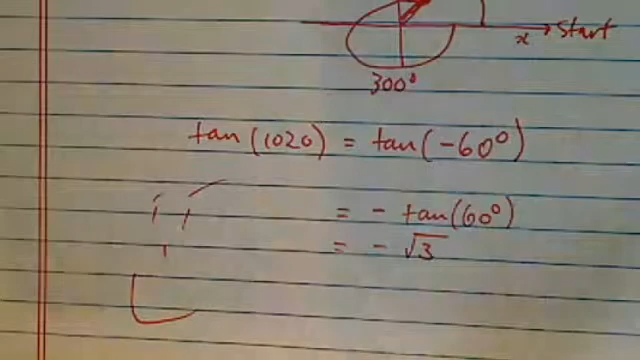 x Start
300°
tan(1020) = tan(-60°)
= - tan(60°)
= - √3